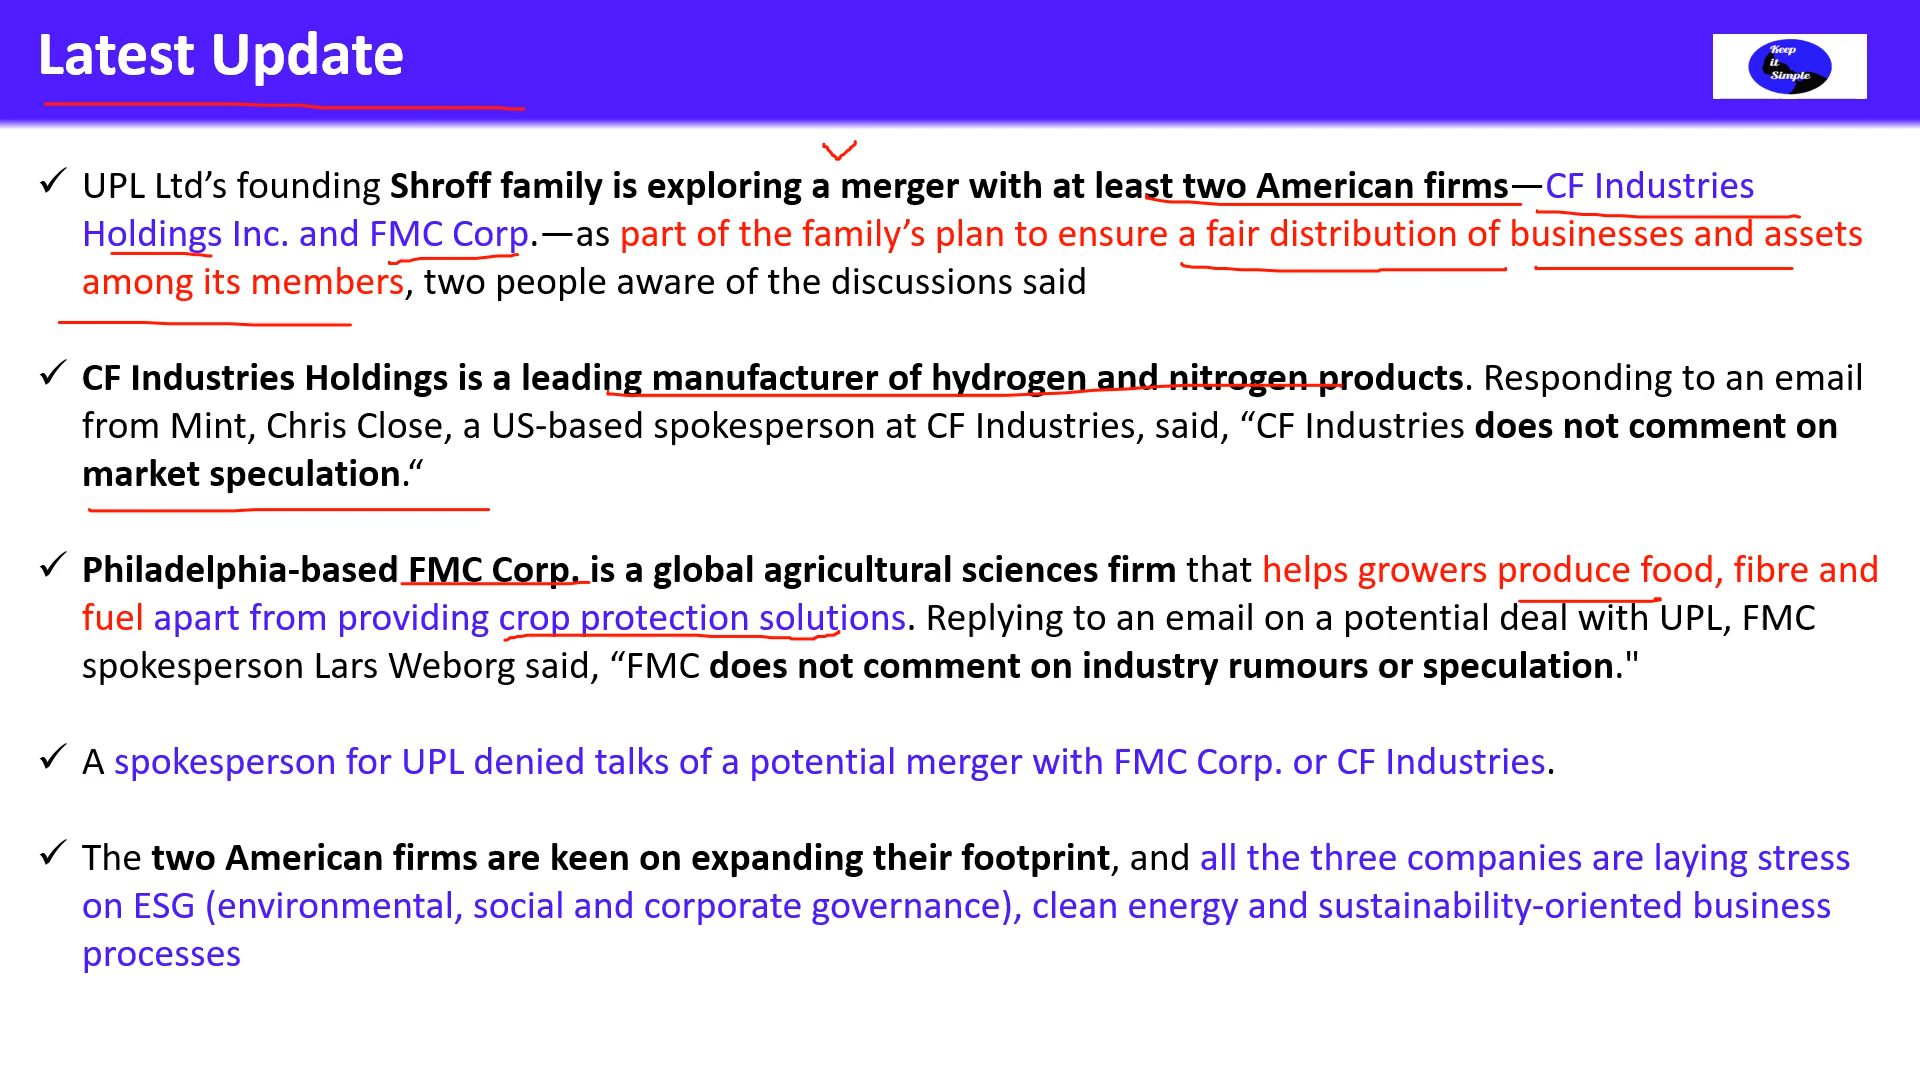 Latest Update
Keep
it
Simple
✓ UPL Ltd’s founding Shroff family is exploring a merger with at least two American firms—CF Industries
Holdings Inc. and FMC Corp.—as part of the family’s plan to ensure a fair distribution of businesses and assets
among its members, two people aware of the discussions said
✓ CF Industries Holdings is a leading manufacturer of hydrogen and nitrogen products. Responding to an email
from Mint, Chris Close, a US-based spokesperson at CF Industries, said, “CF Industries does not comment on
market speculation.“
✓ Philadelphia-based FMC Corp. is a global agricultural sciences firm that helps growers produce food, fibre and
fuel apart from providing crop protection solutions. Replying to an email on a potential deal with UPL, FMC
spokesperson Lars Weborg said, “FMC does not comment on industry rumours or speculation."
✓ A spokesperson for UPL denied talks of a potential merger with FMC Corp. or CF Industries.
✓ The two American firms are keen on expanding their footprint, and all the three companies are laying stress
on ESG (environmental, social and corporate governance), clean energy and sustainability-oriented business
processes